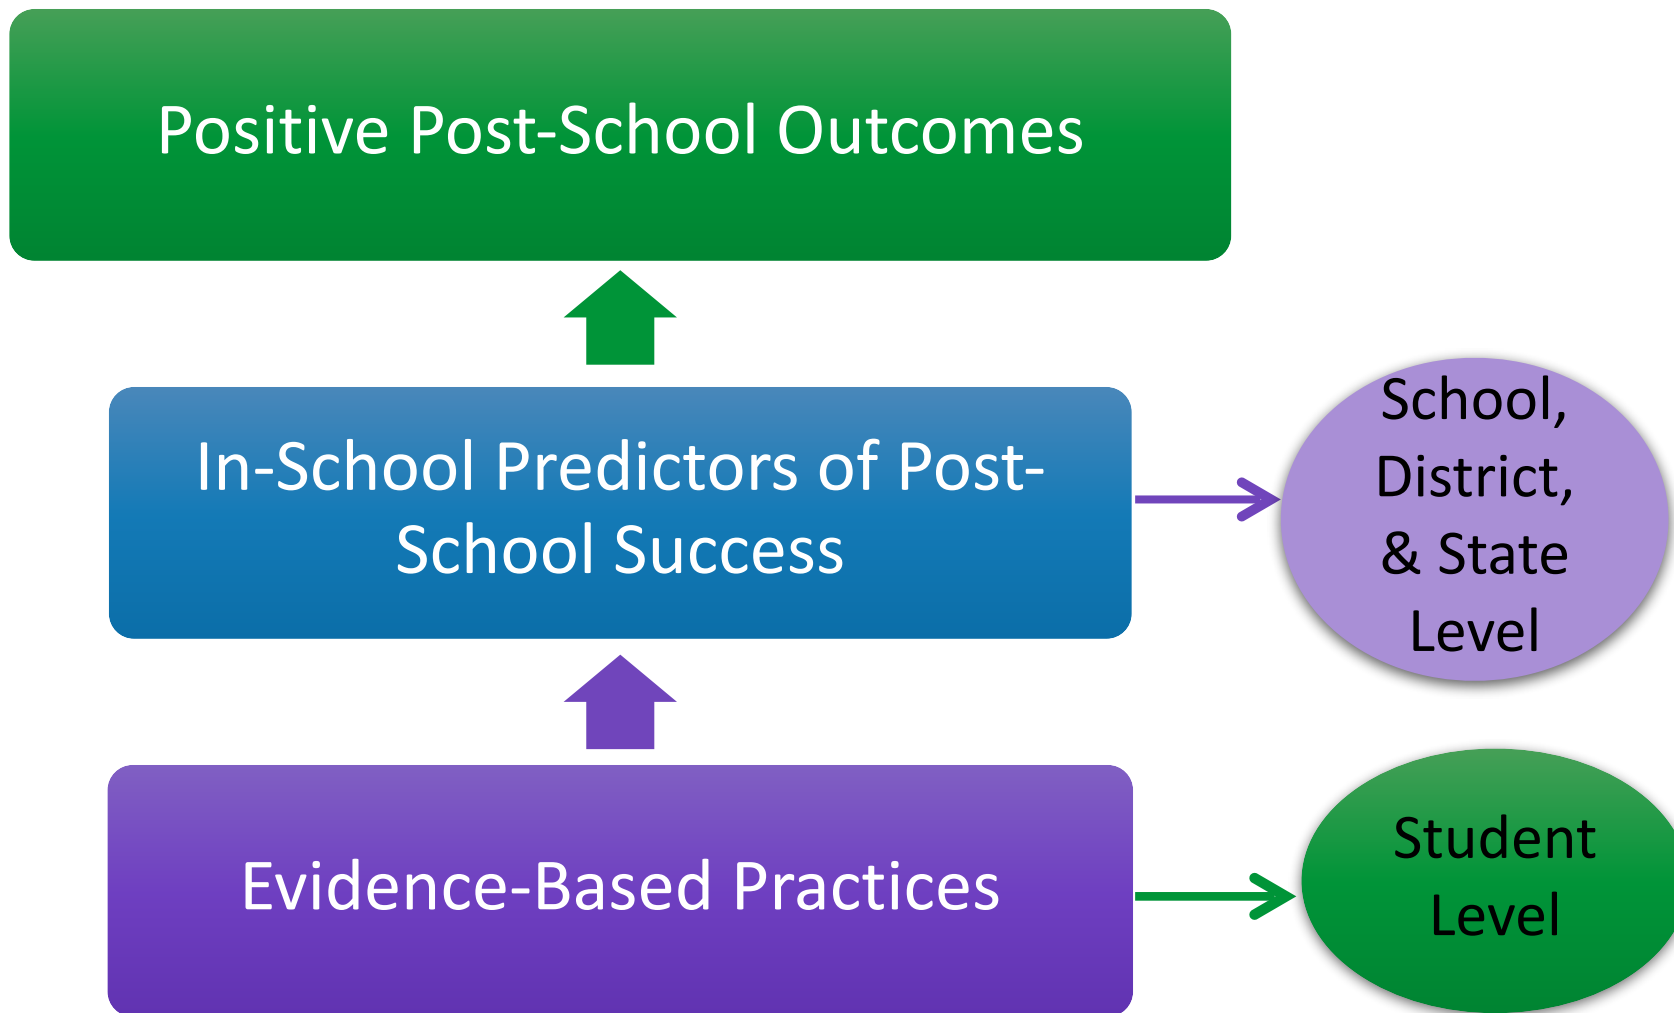 Positive Post-School Outcomes
In-School Predictors of Post-
School Success
School,
District,
& State
Level
Evidence-Based Practices
Student
Level